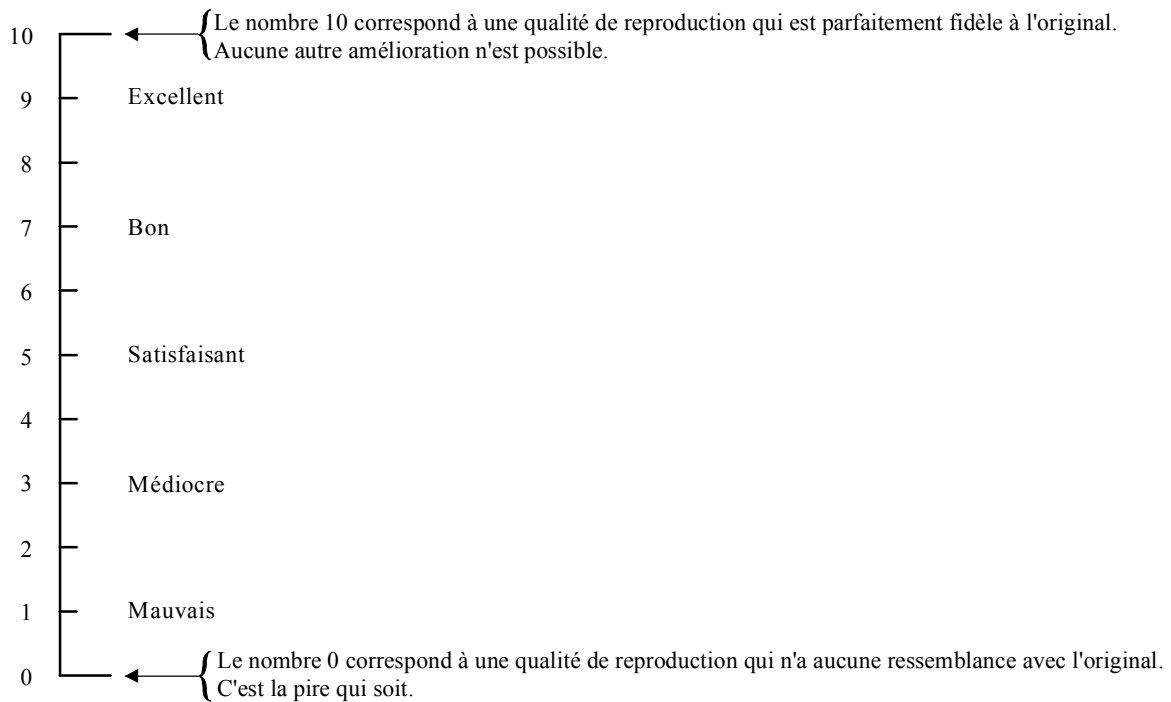 10 Le nombre 10 correspond à une qualité de reproduction qui est parfaitement fidèle à l'original.
Aucune autre amélioration n'est possible.
9 Excellent
8
7 Bon
6
5 Satisfaisant
4
3 Médiocre
2
1 Mauvais
0 Le nombre 0 correspond à une qualité de reproduction qui n'a aucune ressemblance avec l'original.
C'est la pire qui soit.